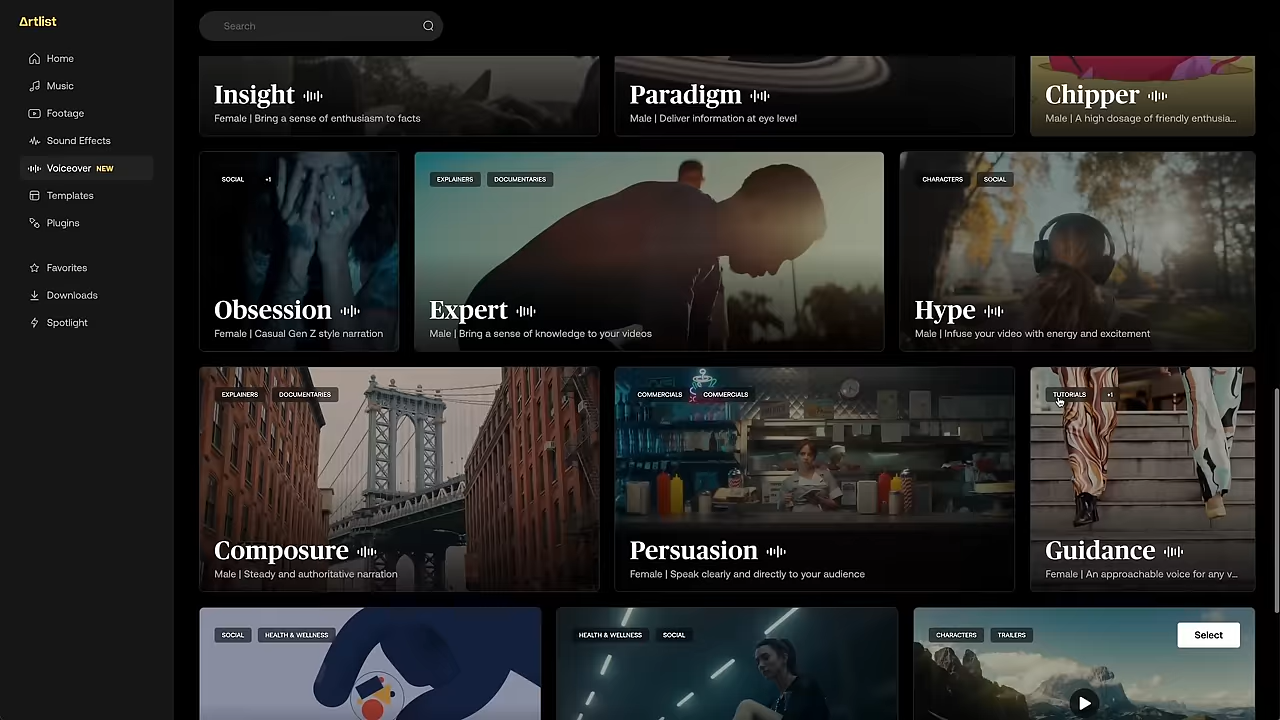 Artlist
Search
Home
Music
Footage
Sound Effects
Voiceover NEW
Templates
Plugins
Favorites
Downloads
Spotlight
Insight
Female | Bring a sense of enthusiasm to facts
Paradigm
Male | Deliver information at eye level
Chipper
Male | A high dosage of friendly enthusia...
SOCIAL +1
Obsession
Female | Casual Gen Z style narration
EXPLAINERS DOCUMENTARIES
Expert
Male | Bring a sense of knowledge to your videos
CHARACTERS SOCIAL
Hype
Male | Infuse your video with energy and excitement
EXPLAINERS DOCUMENTARIES
Composure
Male | Steady and authoritative narration
COMMERCIALS COMMERCIALS
Persuasion
Female | Speak clearly and directly to your audience
TUTORIALS +1
Guidance
Female | An approachable voice for any v...
SOCIAL HEALTH & WELLNESS
HEALTH & WELLNESS SOCIAL
CHARACTERS TRAILERS
Select